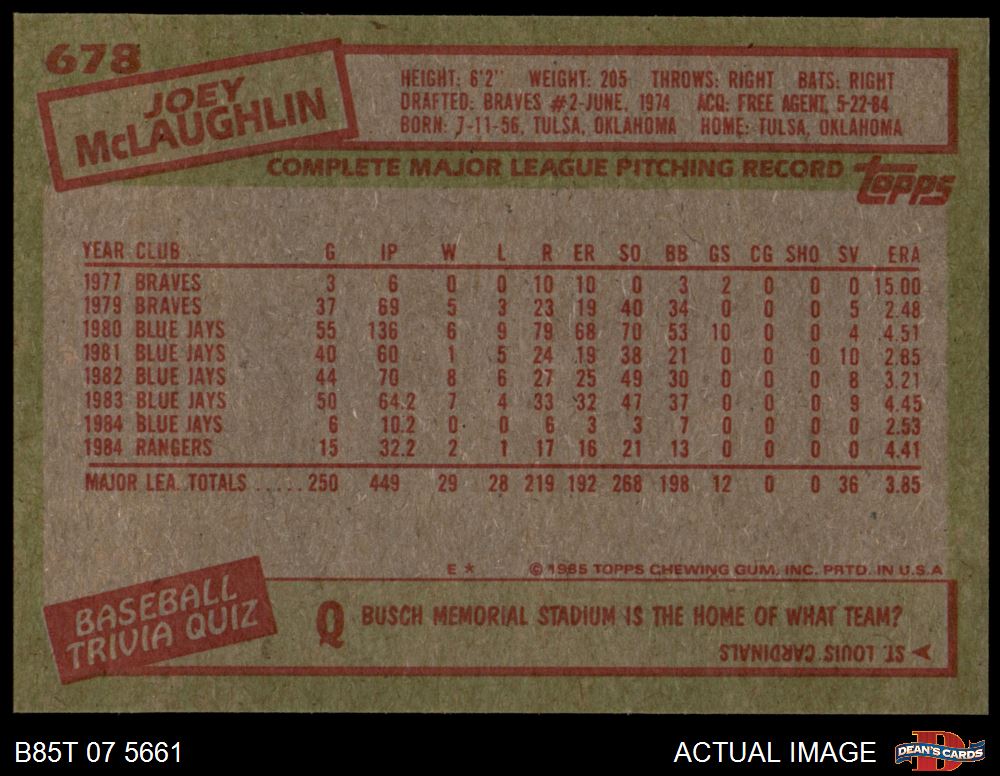 678
JOEY
McLAUGHLIN
HEIGHT: 6'2" WEIGHT: 205 THROWS: RIGHT BATS: RIGHT
DRAFTED: BRAVES #2-JUNE, 1974 ACQ: FREE AGENT, 5-22-84
BORN: 7-11-56, TULSA, OKLAHOMA HOME: TULSA, OKLAHOMA
COMPLETE MAJOR LEAGUE PITCHING RECORD
topps
YEAR CLUB G IP W L R ER SO BB GS CG SHO SV ERA
1977 BRAVES 3 6 0 0 10 10 0 3 2 0 0 0 15.00
1979 BRAVES 37 69 5 3 23 19 40 34 0 0 0 5 2.48
1980 BLUE JAYS 55 136 6 9 79 68 70 53 10 0 0 4 4.51
1981 BLUE JAYS 40 60 1 5 24 19 38 21 0 0 0 10 2.85
1982 BLUE JAYS 44 70 8 6 27 25 49 30 0 0 0 8 3.21
1983 BLUE JAYS 50 64.2 7 4 33 32 47 37 0 0 0 9 4.45
1984 BLUE JAYS 6 10.2 0 0 6 3 3 7 0 0 0 0 2.53
1984 RANGERS 15 32.2 2 1 17 16 21 13 0 0 0 0 4.41
MAJOR LEA. TOTALS ..... 250 449 29 28 219 192 268 198 12 0 0 36 3.85
E * © 1985 TOPPS CHEWING GUM, INC. PRTD. IN U.S.A
BASEBALL
TRIVIA QUIZ
Q BUSCH MEMORIAL STADIUM IS THE HOME OF WHAT TEAM?
ST. LOUIS CARDINALS
B85T 07 5661
ACTUAL IMAGE
DEAN'S CARDS